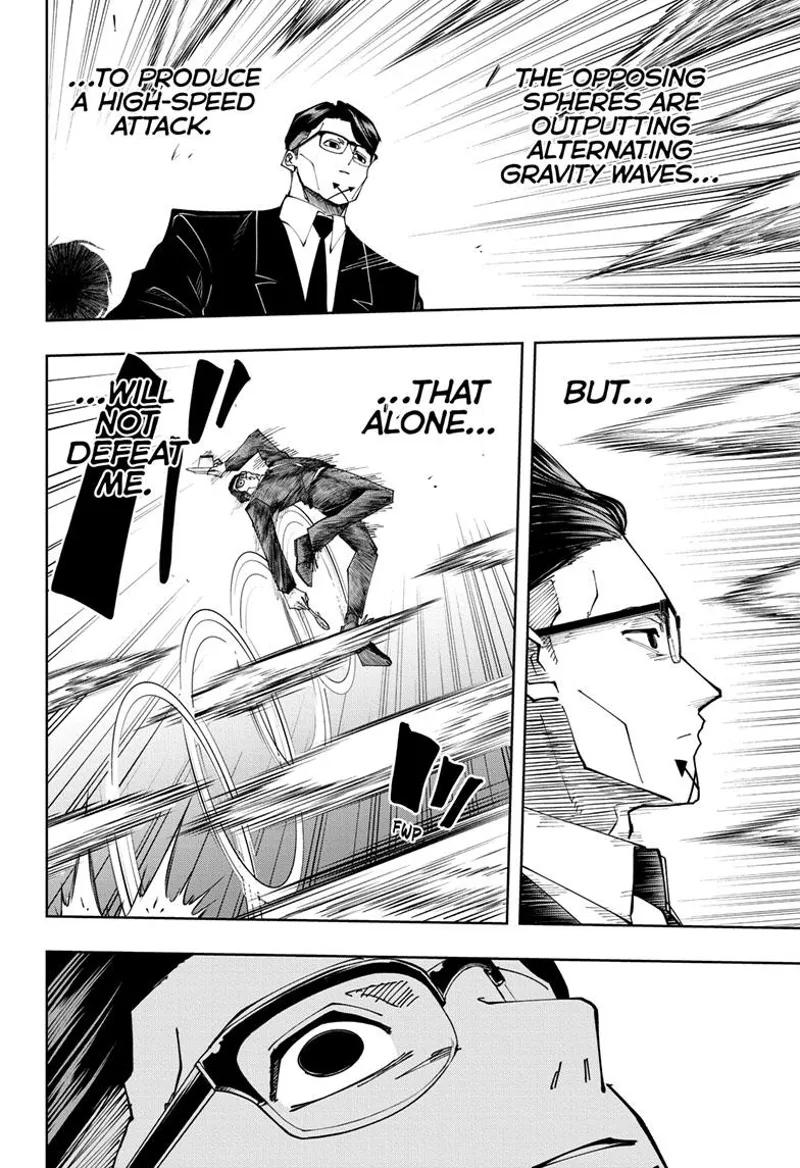 THE OPPOSING
SPHERES ARE
OUTPUTTING
ALTERNATING
GRAVITY WAVES...
...TO PRODUCE
A HIGH-SPEED
ATTACK.
BUT...
...THAT
ALONE...
...WILL
NOT
DEFEAT
ME.
FWP